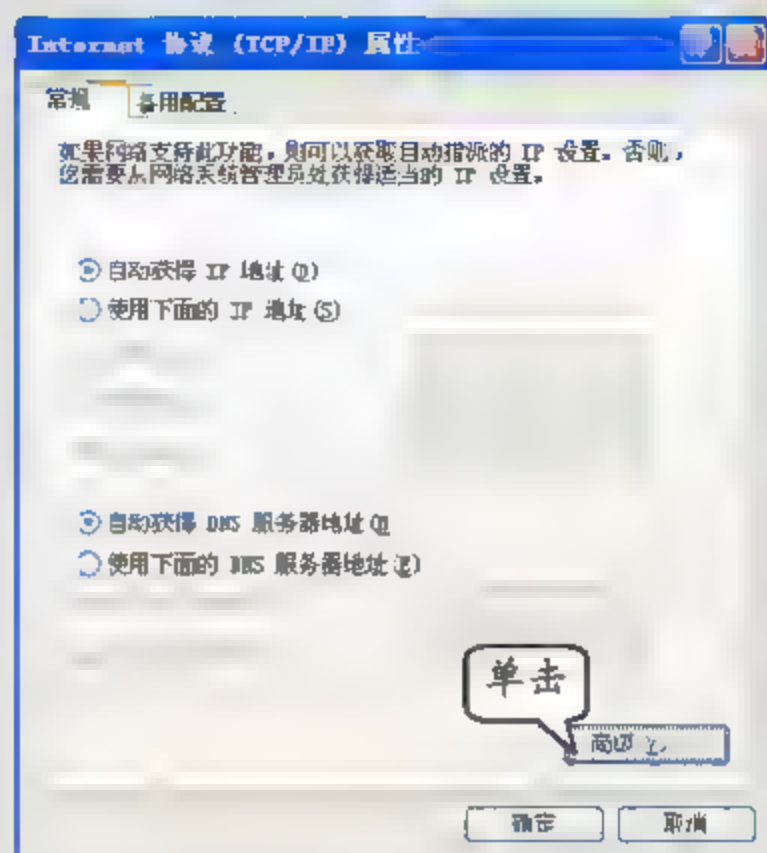 Internet 协议 (TCP/IP) 属性
常规
备用配置
如果网络支持此功能，则可以获取自动指派的 IP 设置。否则，
您需要从网络系统管理员处获得适当的 IP 设置。
自动获得 IP 地址(O)
使用下面的 IP 地址(S)
自动获得 DNS 服务器地址(B)
使用下面的 DNS 服务器地址(E)
单击
高级(V)
确定
取消